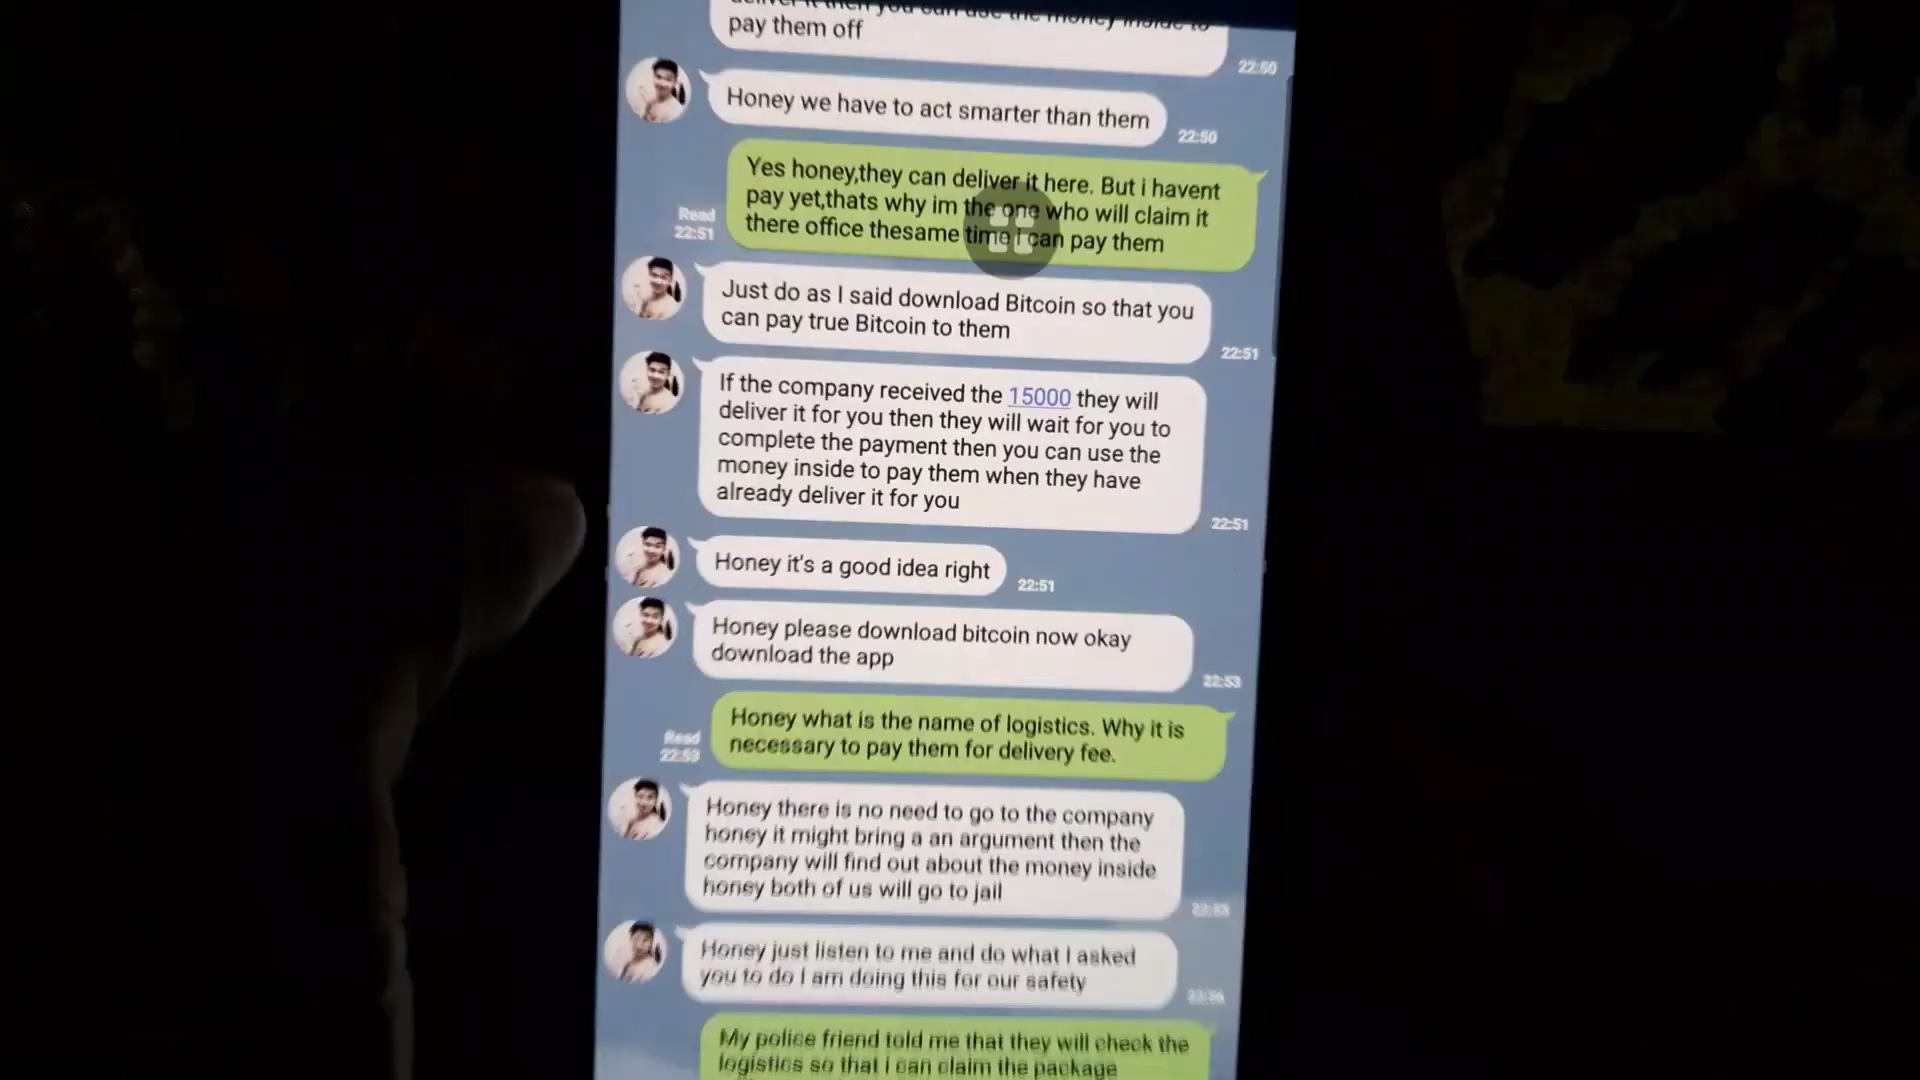 deliver it then you can use the money inside to
pay them off
22:50
Honey we have to act smarter than them
22:50
Yes honey,they can deliver it here. But i havent
pay yet,thats why im the one who will claim it
there office thesame time i can pay them
Read
22:51
Just do as I said download Bitcoin so that you
can pay true Bitcoin to them
22:51
If the company received the 15000 they will
deliver it for you then they will wait for you to
complete the payment then you can use the
money inside to pay them when they have
already deliver it for you
22:51
Honey it's a good idea right
22:51
Honey please download bitcoin now okay
download the app
22:53
Honey what is the name of logistics. Why it is
necessary to pay them for delivery fee.
Read
22:53
Honey there is no need to go to the company
honey it might bring a an argument then the
company will find out about the money inside
honey both of us will go to jail
Honey just listen to me and do what I asked
you to do I am doing this for our safety
My police friend told me that they will check the
logistics so that i can claim the package